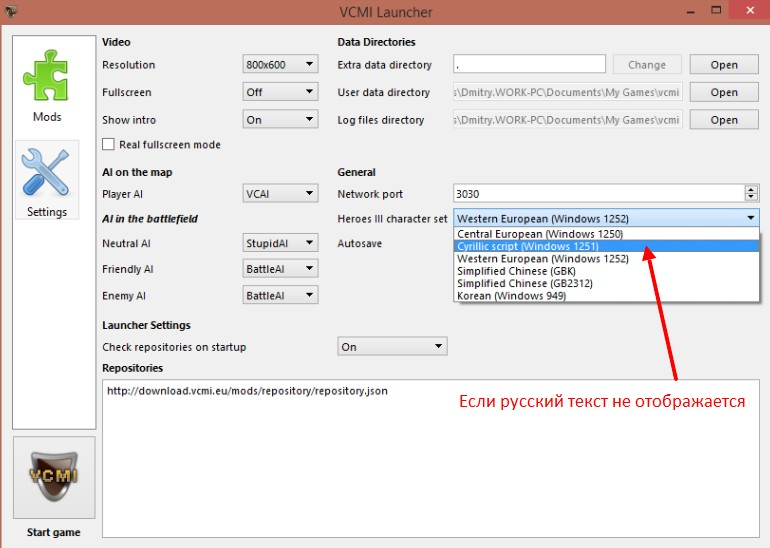 VCMI Launcher
Mods
Settings
VCMI
Start game
Video
Resolution 800x600
Fullscreen Off
Show intro On
Real fullscreen mode
AI on the map
Player AI VCAI
AI in the battlefield
Neutral AI StupidAI
Friendly AI BattleAI
Enemy AI BattleAI
Data Directories
Extra data directory . Change Open
User data directory s\Dmitry.WORK-PC\Documents\My Games\vcmi Open
Log files directory s\Dmitry.WORK-PC\Documents\My Games\vcmi Open
General
Network port 3030
Heroes III character set Western European (Windows 1252)
Central European (Windows 1250)
Cyrillic script (Windows 1251)
Western European (Windows 1252)
Simplified Chinese (GBK)
Simplified Chinese (GB2312)
Korean (Windows 949)
Autosave
Launcher Settings
Check repositories on startup On
Repositories
http://download.vcmi.eu/mods/repository/repository.json
Если русский текст не отображается